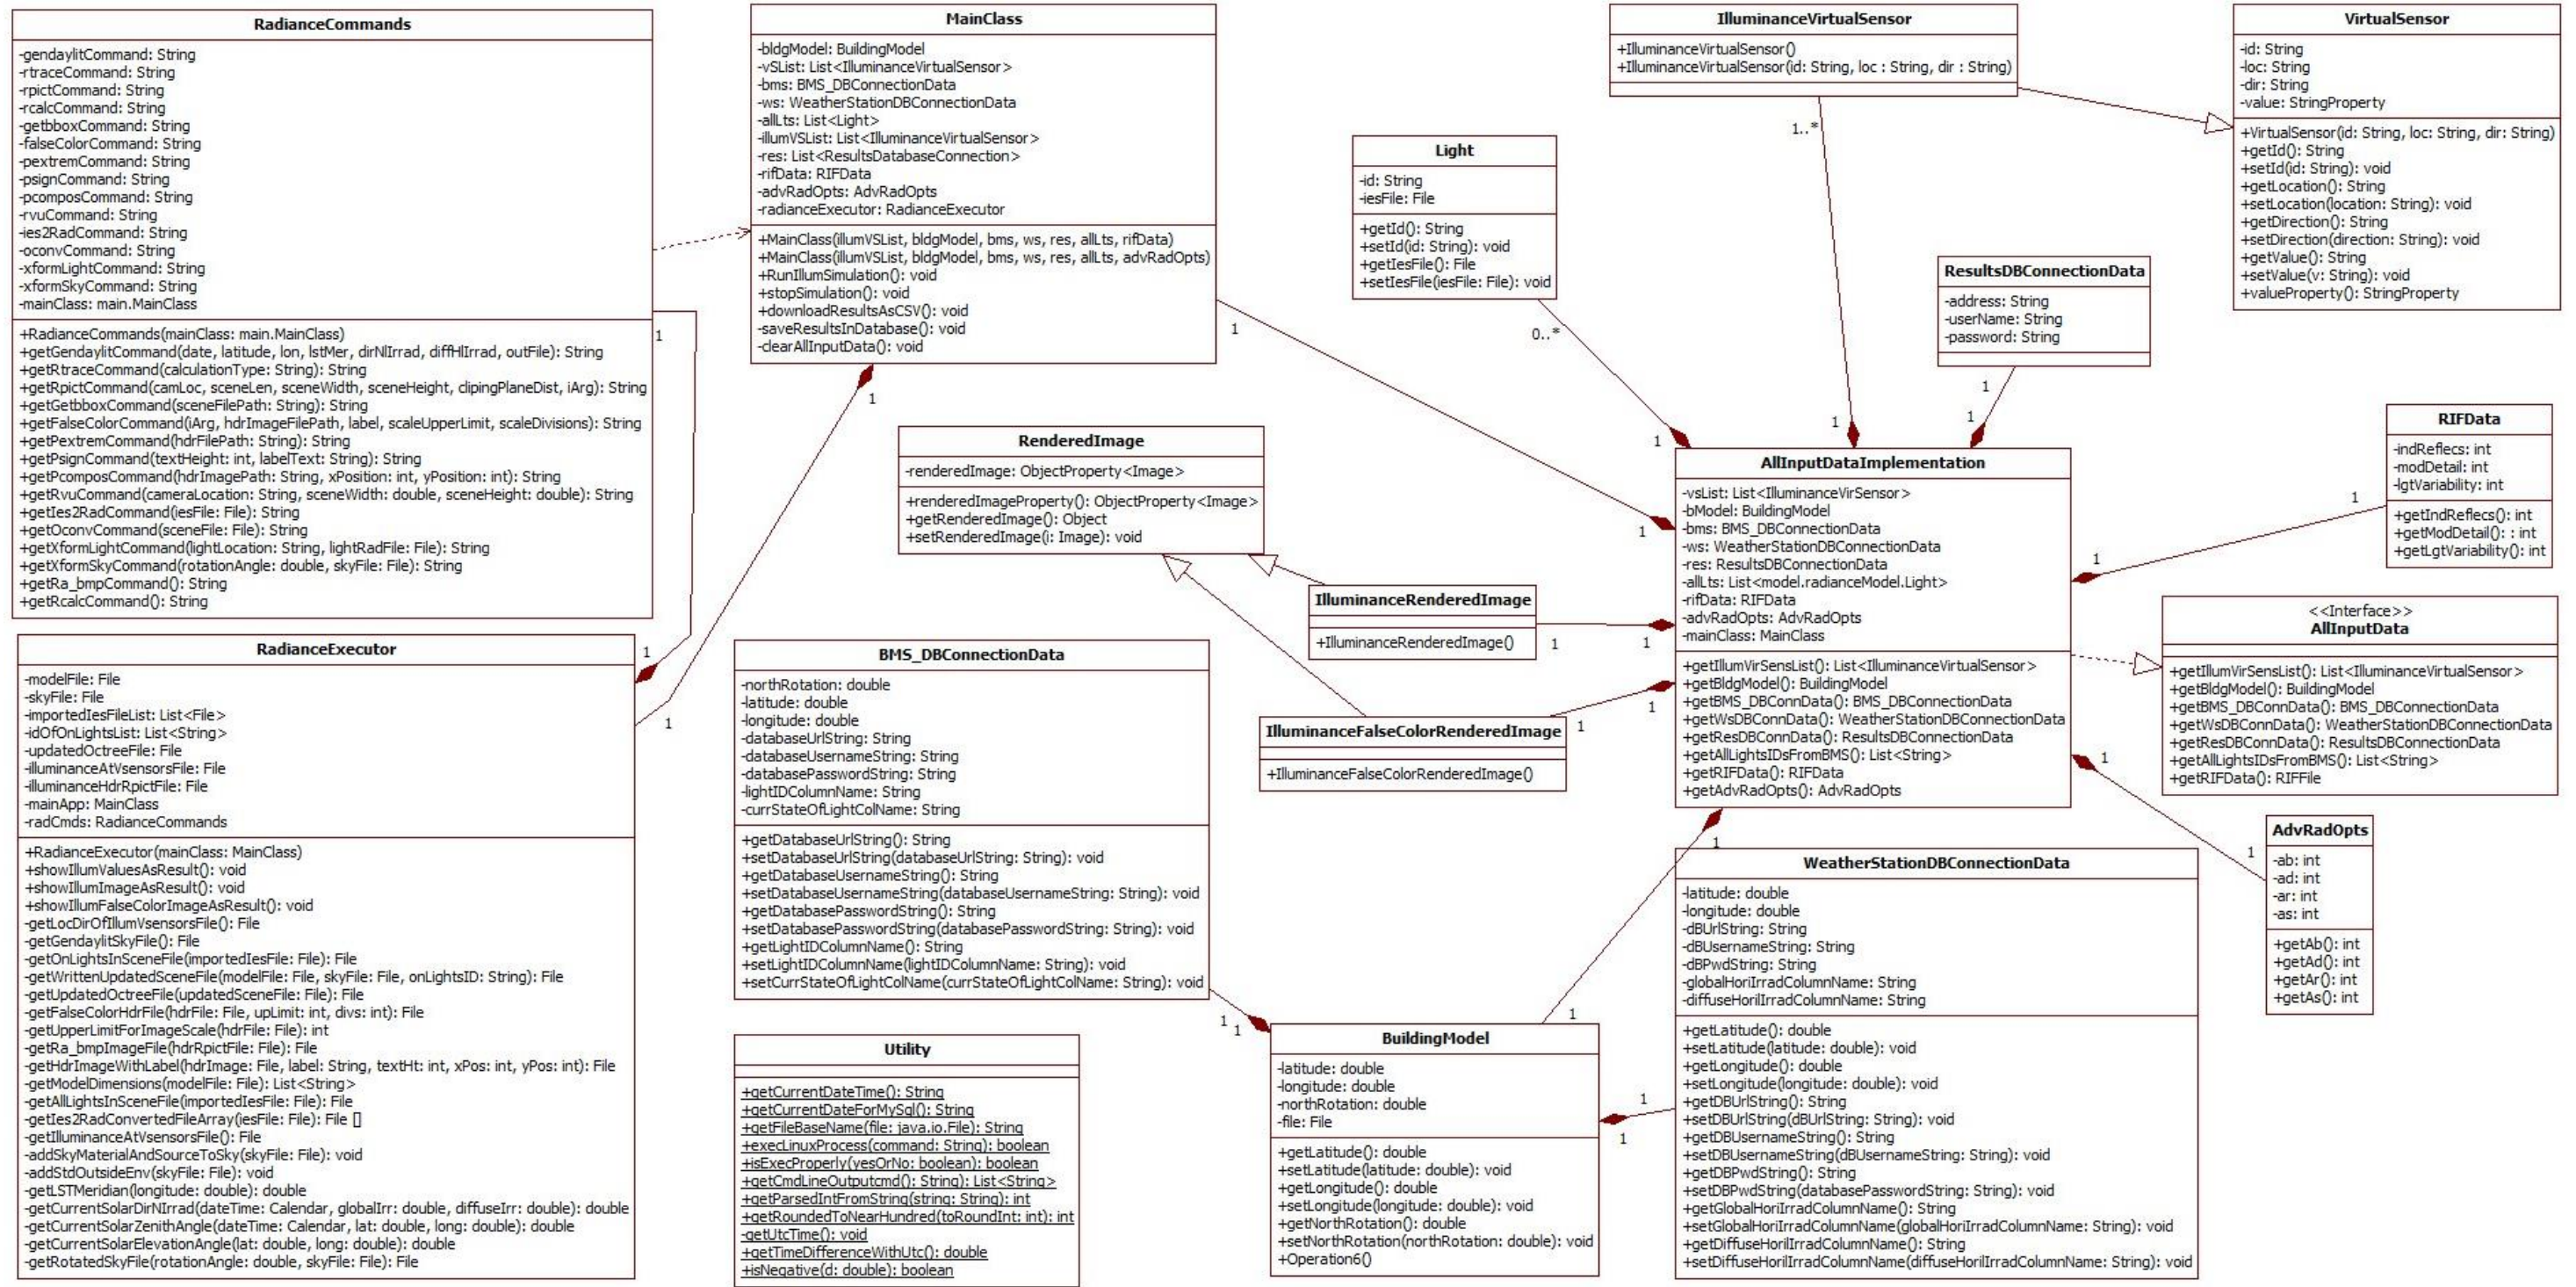 RadianceCommands
-gendaylitCommand: String
-rtraceCommand: String
-rpictCommand: String
-rcalcCommand: String
-getbboxCommand: String
-falseColorCommand: String
-pextremCommand: String
-psignCommand: String
-pcomposCommand: String
-rvuCommand: String
-ies2RadCommand: String
-oconvCommand: String
-xformLightCommand: String
-xformSkyCommand: String
-mainClass: main.MainClass
+RadianceCommands(mainClass: main.MainClass)
+getGendaylitCommand(date, latitude, lon, lstMer, dirNlIrrad, diffHlIrrad, outFile): String
+getRtraceCommand(calculationType: String): String
+getRpictCommand(camLoc, sceneLen, sceneWidth, sceneHeight, clipingPlaneDist, iArg): String
+getGetbboxCommand(sceneFilePath: String): String
+getFalseColorCommand(iArg, hdrImageFilePath, label, scaleUpperLimit, scaleDivisions): String
+getPextremCommand(hdrFilePath: String): String
+getPsignCommand(textHeight: int, labelText: String): String
+getPcomposCommand(hdrImagePath: String, xPosition: int, yPosition: int): String
+getRvuCommand(cameraLocation: String, sceneWidth: double, sceneHeight: double): String
+getIes2RadCommand(iesFile: File): String
+getOconvCommand(sceneFile: File): String
+getXformLightCommand(lightLocation: String, lightRadFile: File): String
+getXformSkyCommand(rotationAngle: double, skyFile: File): String
+getRa_bmpCommand(): String
+getRcalcCommand(): String
1
1
RadianceExecutor
-modelFile: File
-skyFile: File
-importedIesFileList: List<File>
-idOfOnLightsList: List<String>
-updatedOctreeFile: File
-illuminanceAtVsensorsFile: File
-illuminanceHdrRpictFile: File
-mainApp: MainClass
-radCmds: RadianceCommands
+RadianceExecutor(mainClass: MainClass)
+showIllumValuesAsResult(): void
+showIllumImageAsResult(): void
+showIllumFalseColorImageAsResult(): void
-getLocDirOfIllumVsensorsFile(): File
-getGendaylitSkyFile(): File
-getOnLightsInSceneFile(importedIesFile: File): File
-getWrittenUpdatedSceneFile(modelFile: File, skyFile: File, onLightsID: String): File
-getUpdatedOctreeFile(updatedSceneFile: File): File
-getFalseColorHdrFile(hdrFile: File, upLimit: int, divs: int): File
-getUpperLimitForImageScale(hdrFile: File): int
-getRa_bmpImageFile(hdrRpictFile: File): File
-getHdrImageWithLabel(hdrImage: File, label: String, textHt: int, xPos: int, yPos: int): File
-getModelDimensions(modelFile: File): List<String>
-getAllLightsInSceneFile(importedIesFile: File): File
-getIes2RadConvertedFileArray(iesFile: File): File []
-getIlluminanceAtVsensorsFile(): File
-addSkyMaterialAndSourceToSky(skyFile: File): void
-addStdOutsideEnv(skyFile: File): void
-getLSTMeridian(longitude: double): double
-getCurrentSolarDirNIrrad(dateTime: Calendar, globalIrr: double, diffuseIrr: double): double
-getCurrentSolarZenithAngle(dateTime: Calendar, lat: double, long: double): double
-getCurrentSolarElevationAngle(lat: double, long: double): double
-getRotatedSkyFile(rotationAngle: double, skyFile: File): File
1
1
MainClass
-bldgModel: BuildingModel
-vSList: List<IlluminanceVirtualSensor>
-bms: BMS_DBConnectionData
-ws: WeatherStationDBConnectionData
-allLts: List<Light>
-illumVSList: List<IlluminanceVirtualSensor>
-res: List<ResultsDatabaseConnection>
-rifData: RIFData
-advRadOpts: AdvRadOpts
-radianceExecutor: RadianceExecutor
+MainClass(illumVSList, bldgModel, bms, ws, res, allLts, rifData)
+MainClass(illumVSList, bldgModel, bms, ws, res, allLts, advRadOpts)
+RunIllumSimulation(): void
+stopSimulation(): void
+downloadResultsAsCSV(): void
-saveResultsInDatabase(): void
-clearAllInputData(): void
1
1
RenderedImage
-renderedImage: ObjectProperty<Image>
+renderedImageProperty(): ObjectProperty<Image>
+getRenderedImage(): Object
+setRenderedImage(i: Image): void
IlluminanceRenderedImage
+IlluminanceRenderedImage()
1
1
IlluminanceFalseColorRenderedImage
+IlluminanceFalseColorRenderedImage()
1
1
BMS_DBConnectionData
-northRotation: double
-latitude: double
-longitude: double
-databaseUrlString: String
-databaseUsernameString: String
-databasePasswordString: String
-lightIDColumnName: String
-currStateOfLightColName: String
+getDatabaseUrlString(): String
+setDatabaseUrlString(databaseUrlString: String): void
+getDatabaseUsernameString(): String
+setDatabaseUsernameString(databaseUsernameString: String): void
+getDatabasePasswordString(): String
+setDatabasePasswordString(databasePasswordString: String): void
+getLightIDColumnName(): String
+setLightIDColumnName(lightIDColumnName: String): void
+setCurrStateOfLightColName(currStateOfLightColName: String): void
1
1
Utility
+getCurrentDateTime(): String
+getCurrentDateForMySql(): String
+getFileBaseName(file: java.io.File): String
+execLinuxProcess(command: String): boolean
+isExecProperly(yesOrNo: boolean): boolean
+getCmdLineOutputcmd(): String): List<String>
+getParsedIntFromString(string: String): int
+getRoundedToNearHundred(toRoundInt: int): int
-getUtcTime(): void
+getTimeDifferenceWithUtc(): double
+isNegative(d: double): boolean
BuildingModel
-latitude: double
-longitude: double
-northRotation: double
-file: File
+getLatitude(): double
+setLatitude(latitude: double): void
+getLongitude(): double
+setLongitude(longitude: double): void
+getNorthRotation(): double
+setNorthRotation(northRotation: double): void
+Operation6()
1
1
1
1
Light
-id: String
-iesFile: File
+getId(): String
+setId(id: String): void
+getIesFile(): File
+setIesFile(iesFile: File): void
0..*
1
IlluminanceVirtualSensor
+IlluminanceVirtualSensor()
+IlluminanceVirtualSensor(id: String, loc : String, dir : String)
1..*
1
VirtualSensor
-id: String
-loc: String
-dir: String
-value: StringProperty
+VirtualSensor(id: String, loc: String, dir: String)
+getId(): String
+setId(id: String): void
+getLocation(): String
+setLocation(location: String): void
+getDirection(): String
+setDirection(direction: String): void
+getValue(): String
+setValue(v: String): void
+valueProperty(): StringProperty
ResultsDBConnectionData
-address: String
-userName: String
-password: String
1
1
AllInputDataImplementation
-vsList: List<IlluminanceVirSensor>
-bModel: BuildingModel
-bms: BMS_DBConnectionData
-ws: WeatherStationDBConnectionData
-res: ResultsDBConnectionData
-allLts: List<model.radianceModel.Light>
-rifData: RIFData
-advRadOpts: AdvRadOpts
-mainClass: MainClass
+getIllumVirSensList(): List<IlluminanceVirtualSensor>
+getBldgModel(): BuildingModel
+getBMS_DBConnData(): BMS_DBConnectionData
+getWsDBConnData(): WeatherStationDBConnectionData
+getResDBConnData(): ResultsDBConnectionData
+getAllLightsIDsFromBMS(): List<String>
+getRIFData(): RIFData
+getAdvRadOpts(): AdvRadOpts
1
RIFData
-indReflecs: int
-modDetail: int
-lgtVariability: int
+getIndReflecs(): int
+getModDetail(): : int
+getLgtVariability(): int
1
1
<<Interface>>
AllInputData
+getIllumVirSensList(): List<IlluminanceVirtualSensor>
+getBldgModel(): BuildingModel
+getBMS_DBConnData(): BMS_DBConnectionData
+getWsDBConnData(): WeatherStationDBConnectionData
+getResDBConnData(): ResultsDBConnectionData
+getAllLightsIDsFromBMS(): List<String>
+getRIFData(): RIFFile
1
AdvRadOpts
-ab: int
-ad: int
-ar: int
-as: int
+getAb(): int
+getAd(): int
+getAr(): int
+getAs(): int
1
WeatherStationDBConnectionData
-latitude: double
-longitude: double
-dBUrlString: String
-dBUsernameString: String
-dBPwdString: String
-globalHoriIrradColumnName: String
-diffuseHorilIrradColumnName: String
+getLatitude(): double
+setLatitude(latitude: double): void
+getLongitude(): double
+setLongitude(longitude: double): void
+getDBUrlString(): String
+setDBUrlString(dBUrlString: String): void
+getDBUsernameString(): String
+setDBUsernameString(dBUsernameString: String): void
+getDBPwdString(): String
+setDBPwdString(databasePasswordString: String): void
+getGlobalHoriIrradColumnName(): String
+setGlobalHoriIrradColumnName(globalHoriIrradColumnName: String): void
+getDiffuseHorilIrradColumnName(): String
+setDiffuseHorilIrradColumnName(diffuseHorilIrradColumnName: String): void